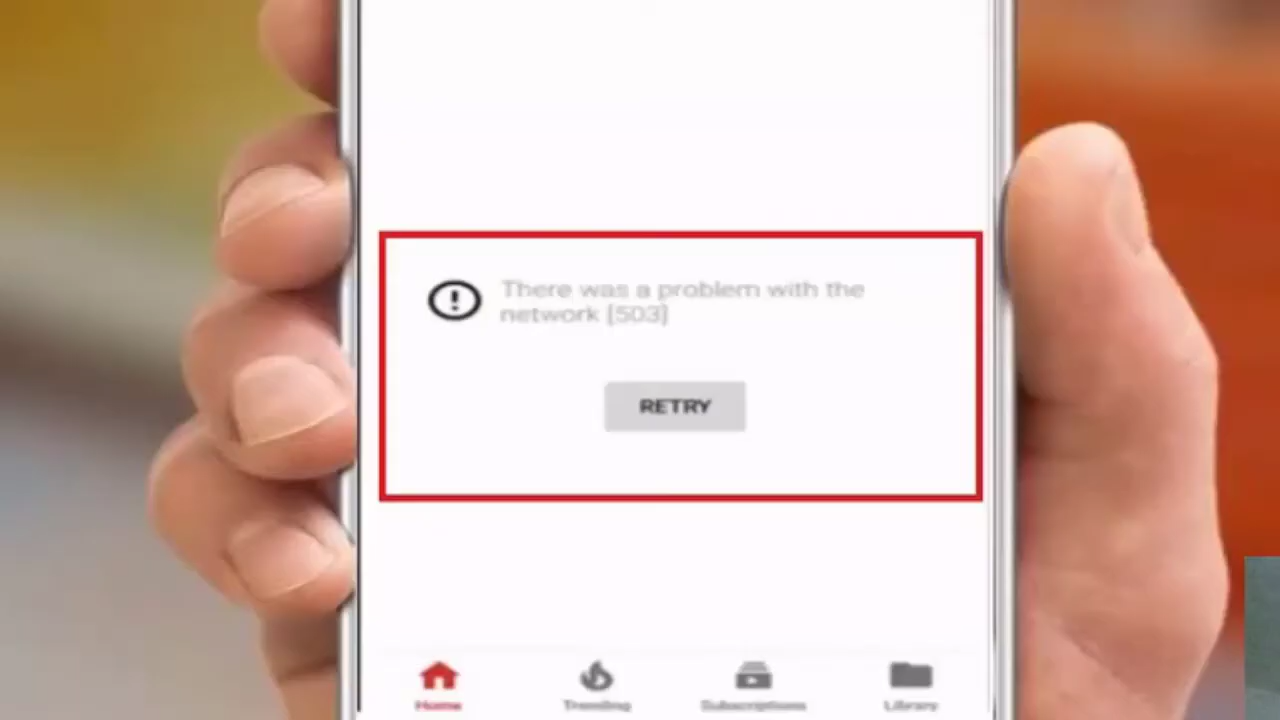 There was a problem with the
network [503]
RETRY
Home
Trending
Subscriptions
Library